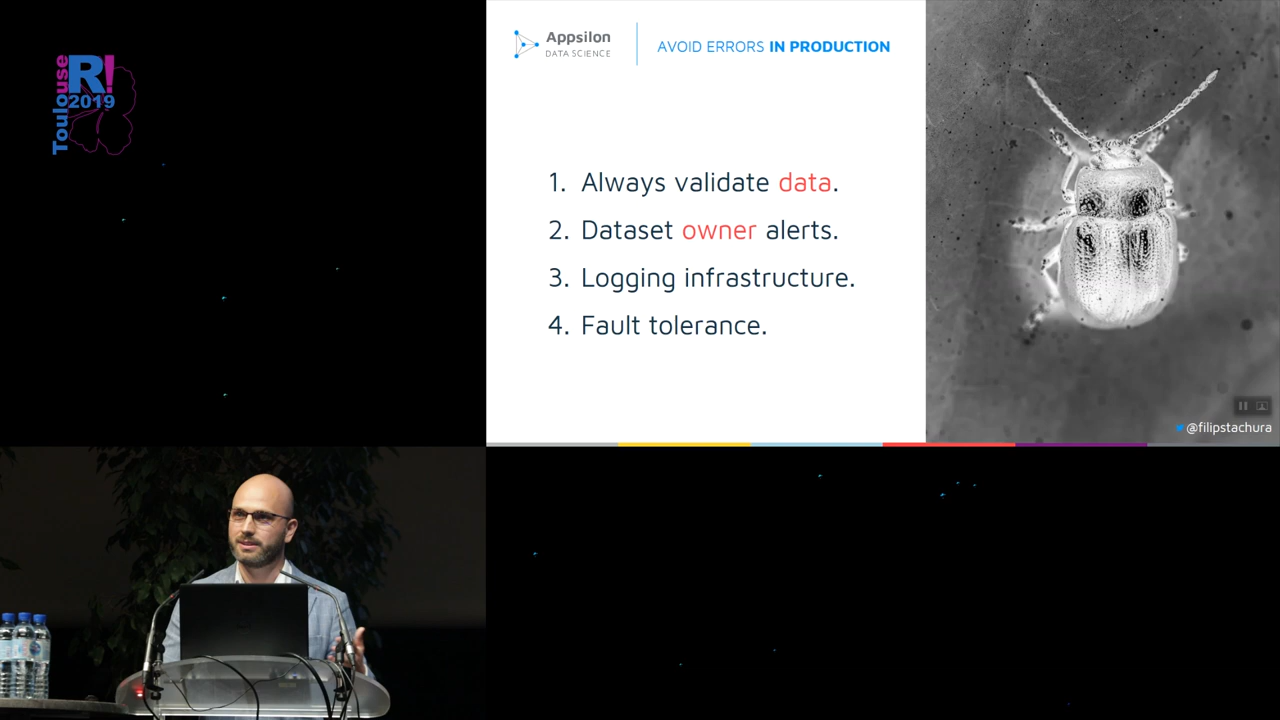 Toulouse
R!
2019
Appsilon
DATA SCIENCE
AVOID ERRORS IN PRODUCTION
1. Always validate data.
2. Dataset owner alerts.
3. Logging infrastructure.
4. Fault tolerance.
@filipstachura